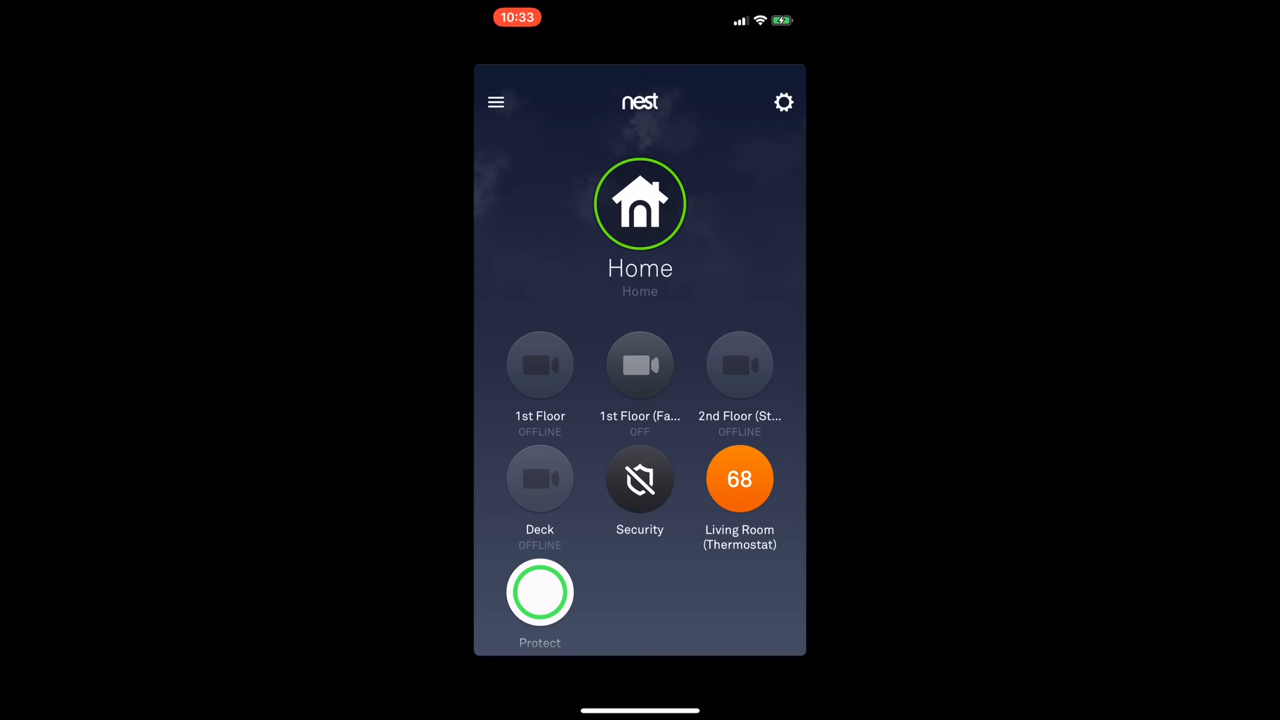 10:33
nest
Home
Home
1st Floor
OFFLINE
1st Floor (Fa...
OFF
2nd Floor (St...
OFFLINE
Deck
OFFLINE
Security
68
Living Room
(Thermostat)
Protect